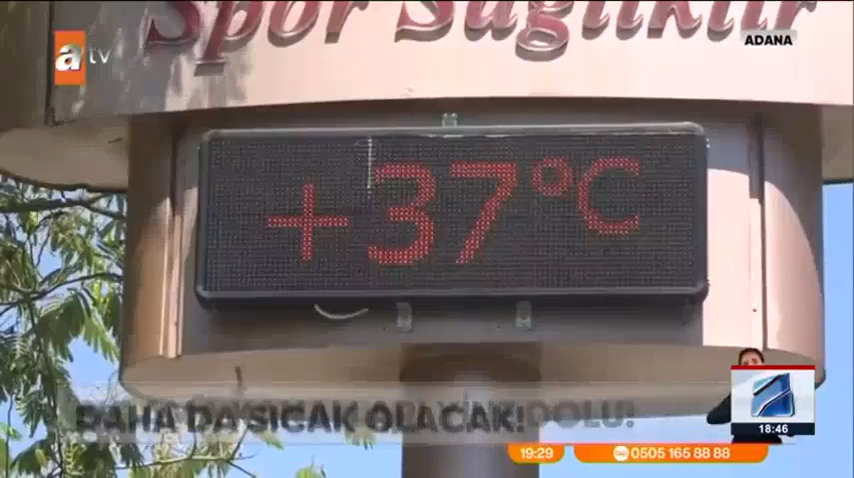 Spor Sağlıktır
ADANA
atv
+37°C
DAHA DA SICAK OLACAK!
DOLU!
18:46
19:29
0505 165 88 88